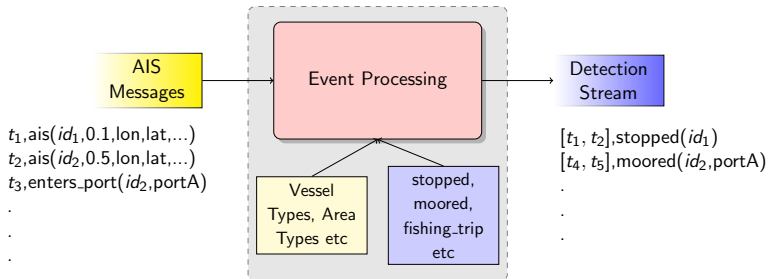 AIS
Messages
Event Processing
Detection
Stream
t₁,ais(id₁,0.1,lon,lat,...)
t₂,ais(id₂,0.5,lon,lat,...)
t₃,enters_port(id₂,portA)
.
.
.
Vessel
Types, Area
Types etc
stopped,
moored,
fishing_trip
etc
[t₁, t₂],stopped(id₁)
[t₄, t₅],moored(id₂,portA)
.
.
.